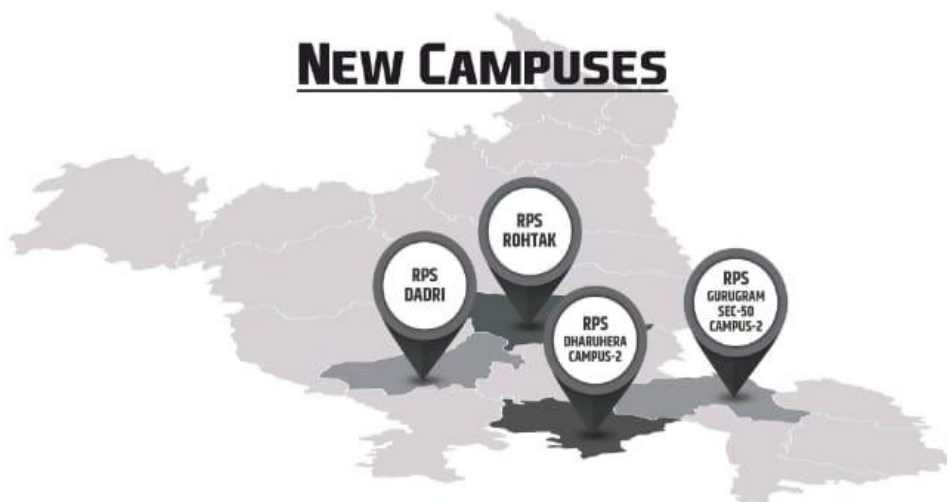 NEW CAMPUSES
RPS
ROHTAK
RPS
DADRI
RPS
GURUGRAM
SEC-50
CAMPUS-2
RPS
DHARUHERA
CAMPUS-2